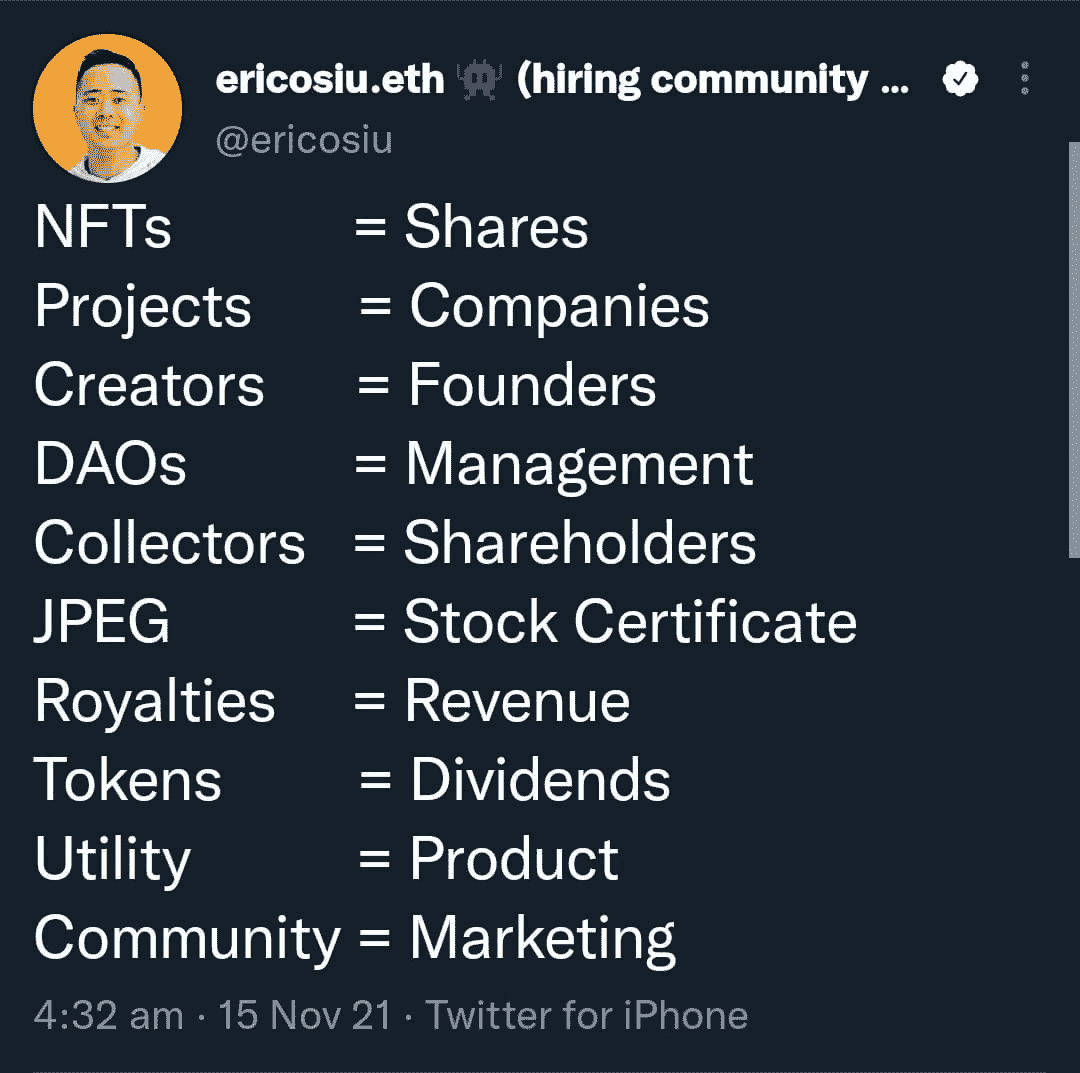 ericosiu.eth (hiring community ...
@ericosiu
NFTs = Shares
Projects = Companies
Creators = Founders
DAOs = Management
Collectors = Shareholders
JPEG = Stock Certificate
Royalties = Revenue
Tokens = Dividends
Utility = Product
Community = Marketing
4:32 am · 15 Nov 21 · Twitter for iPhone